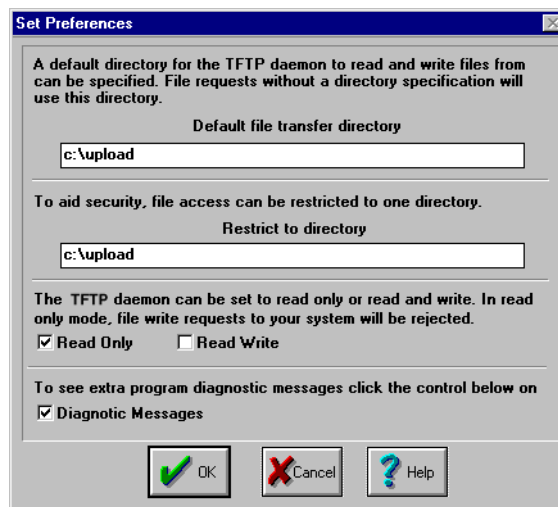 Set Preferences
A default directory for the TFTP daemon to read and write files from
can be specified. File requests without a directory specification will
use this directory.
Default file transfer directory
c:\upload
To aid security, file access can be restricted to one directory.
Restrict to directory
c:\upload
The TFTP daemon can be set to read only or read and write. In read
only mode, file write requests to your system will be rejected.
Read Only Read Write
To see extra program diagnostic messages click the control below on
Diagnotic Messages
OK Cancel Help